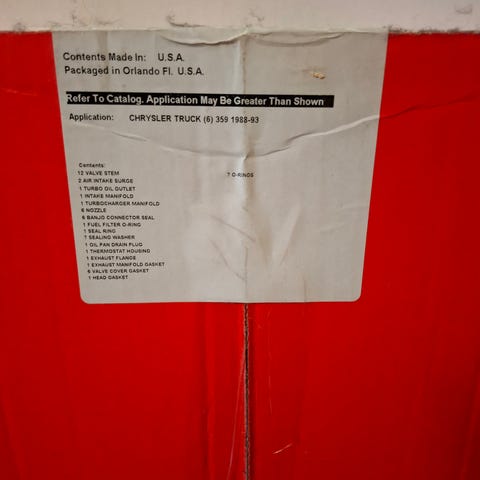 Contents Made In: U.S.A.
Packaged in Orlando Fl. U.S.A.
Refer To Catalog. Application May Be Greater Than Shown
Application: CHRYSLER TRUCK (6) 359 1988-93
Contents:
12 VALVE STEM
2 AIR INTAKE SURGE
1 TURBO OIL OUTLET
1 INTAKE MANIFOLD
1 TURBOCHARGER MANIFOLD
6 NOZZLE
6 BANJO CONNECTOR SEAL
1 FUEL FILTER O-RING
1 SEAL RING
7 SEALING WASHER
1 OIL PAN DRAIN PLUG
1 THERMOSTAT HOUSING
1 EXHAUST FLANGE
1 EXHAUST MANIFOLD GASKET
6 VALVE COVER GASKET
1 HEAD GASKET
7 O-RINGS